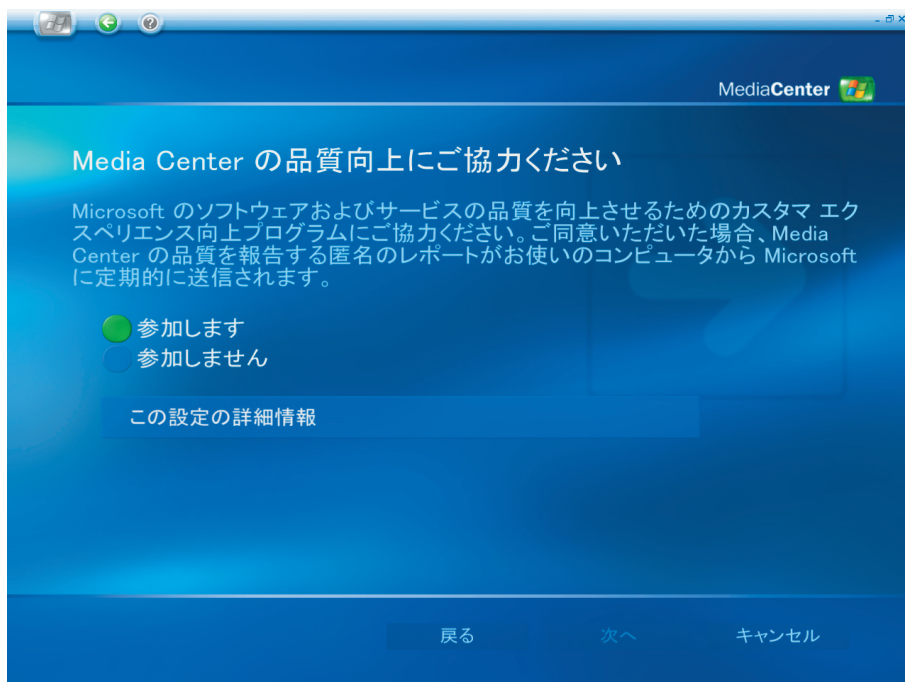 MediaCenter
Media Center の品質向上にご協力ください
Microsoft のソフトウェアおよびサービスの品質を向上させるためのカスタマ エク
スペリエンス向上プログラムにご協力ください。ご同意いただいた場合、Media
Center の品質を報告する匿名のレポートがお使いのコンピュータから Microsoft
に定期的に送信されます。
参加します
参加しません
この設定の詳細情報
戻る 次へ キャンセル